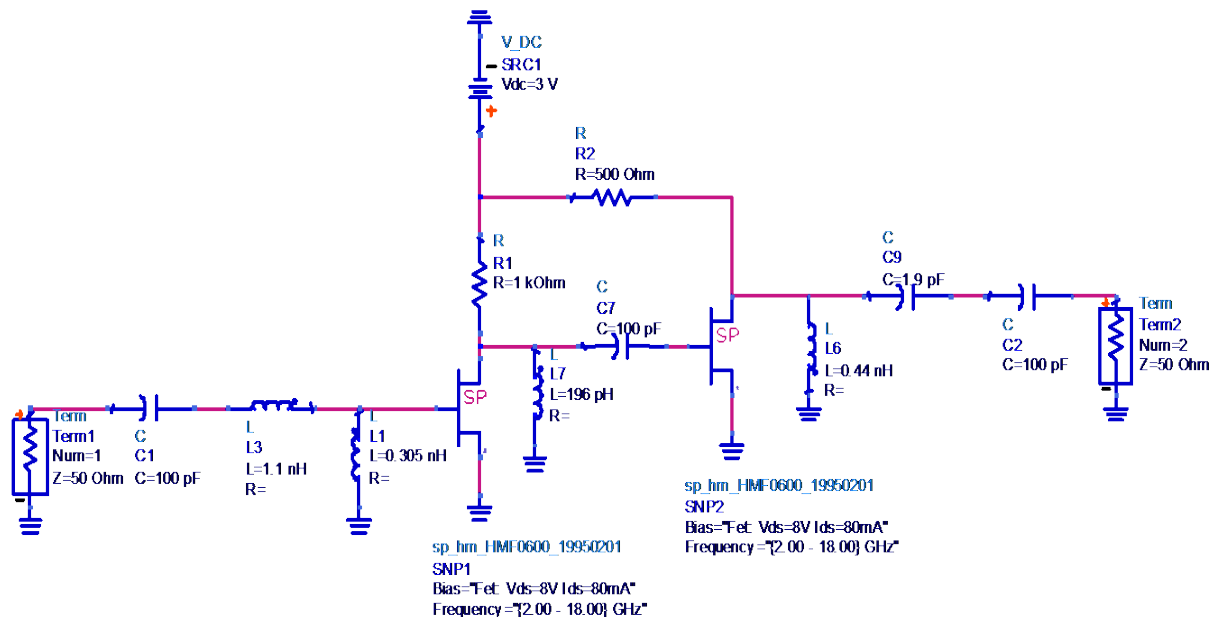 V_DC
SRC1
Vdc=3 V
R
R2
R=500 Ohm
R
R1
R=1 kOhm
C
C7
C=100 pF
SP
L
L7
L=196 pH
R=
SP
C
C9
C=1.9 pF
L
L6
L=0.44 nH
R=
C
C2
C=100 pF
Term
Term2
Num=2
Z=50 Ohm
Term
Term1
Num=1
Z=50 Ohm
C
C1
C=100 pF
L
L3
L=1.1 nH
R=
L
L1
L=0.305 nH
R=
sp_hm_HMF0600_19950201
SNP1
Bias="Fet: Vds=8V Ids=80mA"
Frequency ="{2.00 - 18.00} GHz"
sp_hm_HMF0600_19950201
SNP2
Bias="Fet: Vds=8V Ids=80mA"
Frequency ="{2.00 - 18.00} GHz"